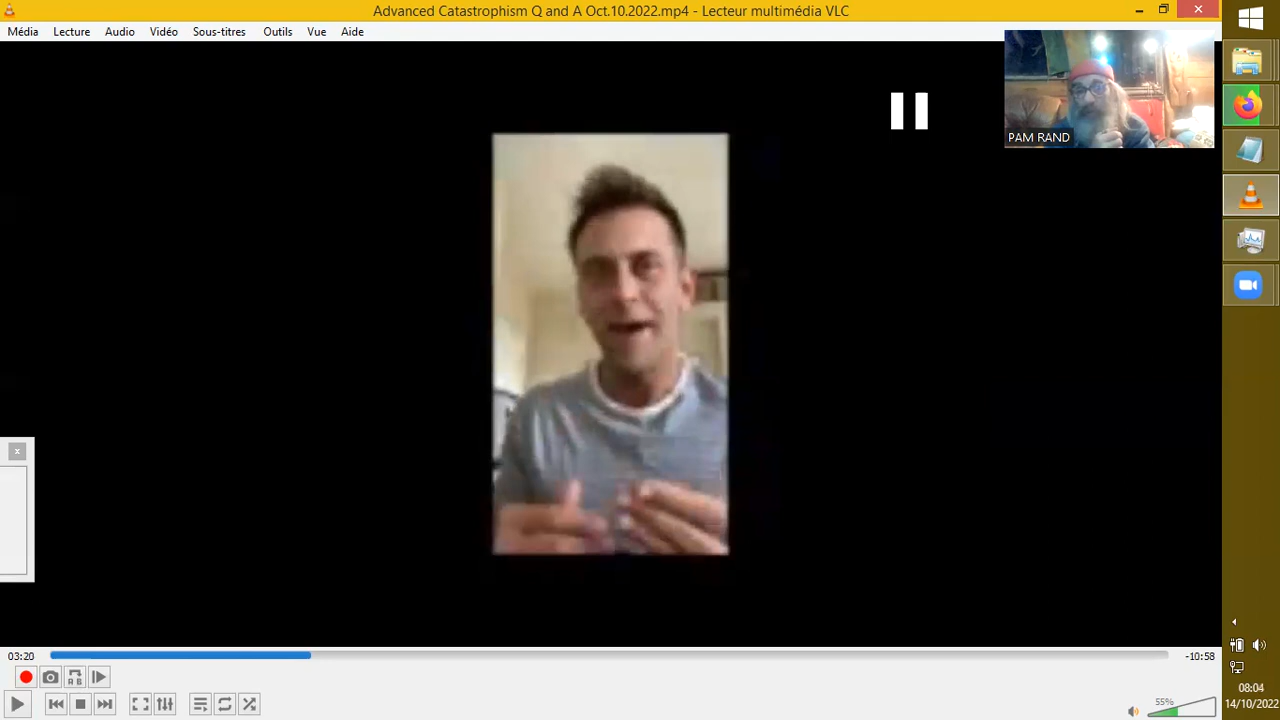 Advanced Catastrophism Q and A Oct.10.2022.mp4 - Lecteur multimédia VLC
Média Lecture Audio Vidéo Sous-titres Outils Vue Aide
PAM RAND
03:20
-10:58
A B
55%
08:04
14/10/2022